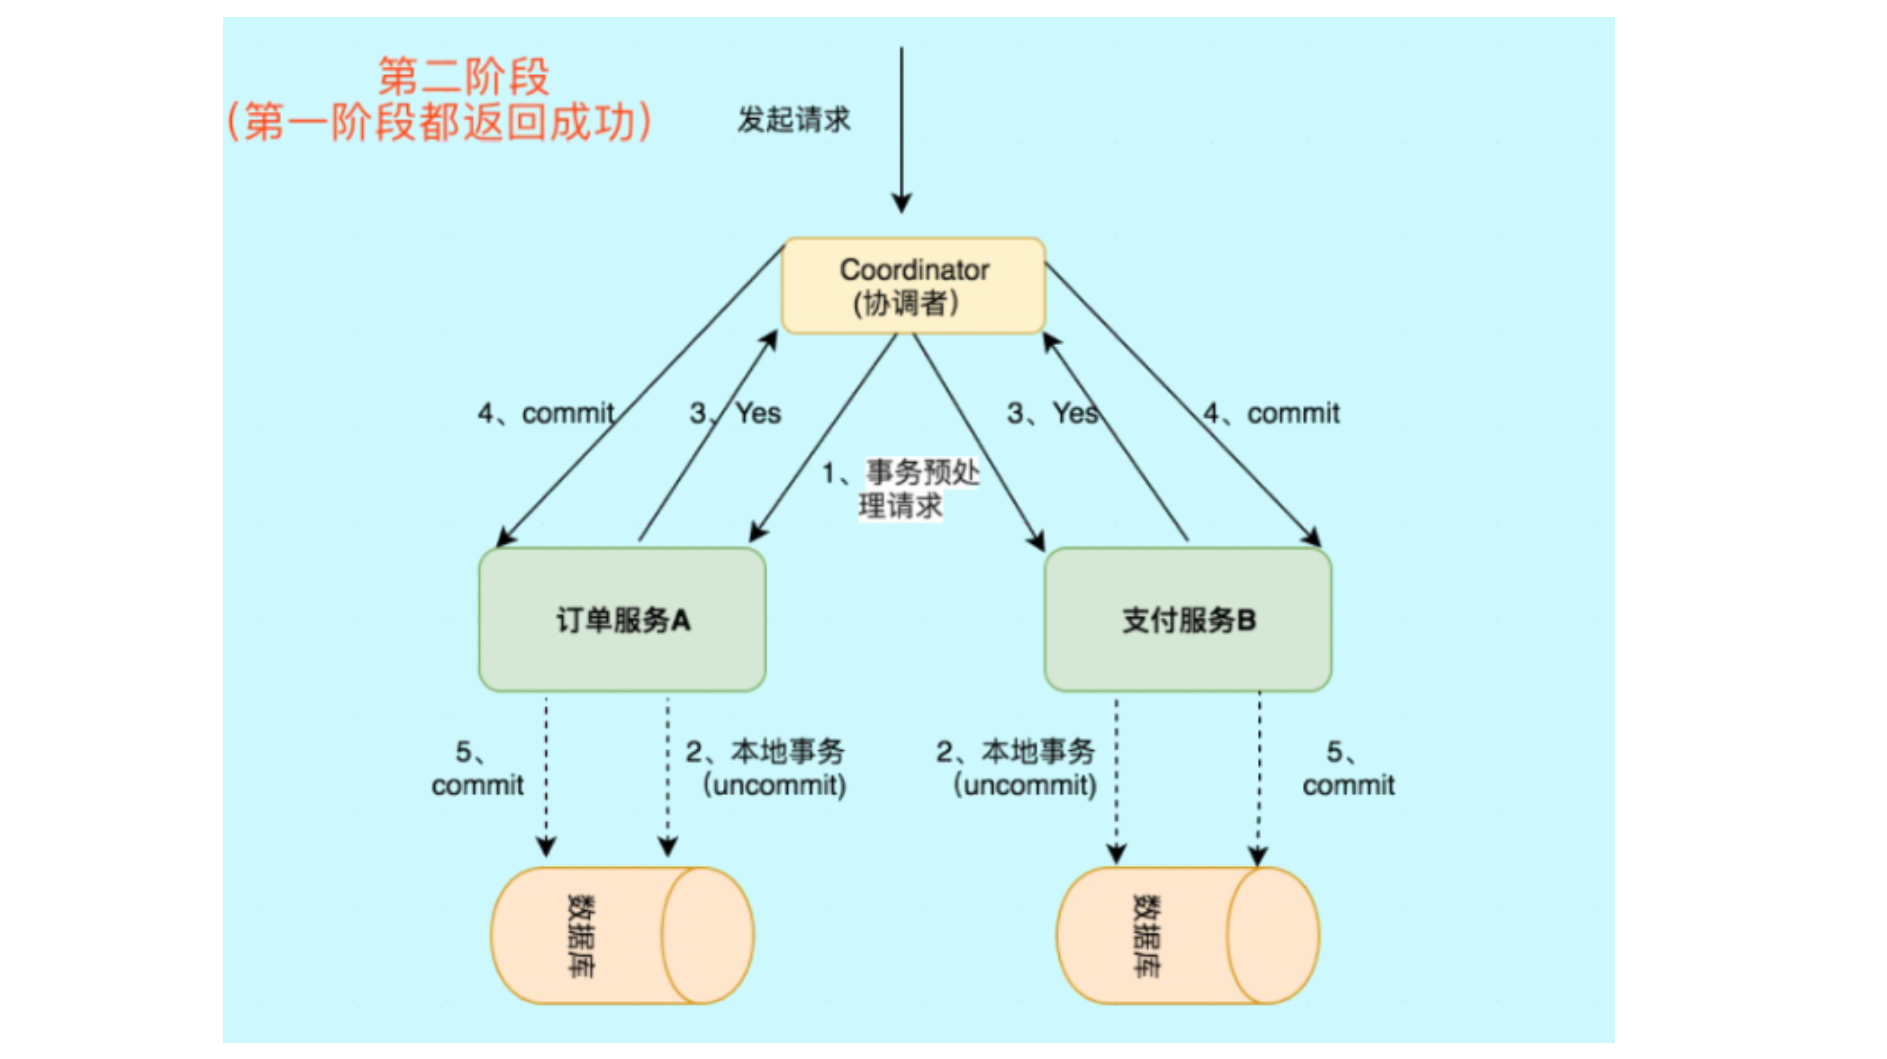 第二阶段
（第一阶段都返回成功）
发起请求
Coordinator
(协调者）
4、commit
3、Yes
3、Yes
4、commit
1、事务预处
理请求
订单服务A
支付服务B
5、
commit
2、本地事务
（uncommit)
2、本地事务
（uncommit)
5、
commit
数据库
数据库